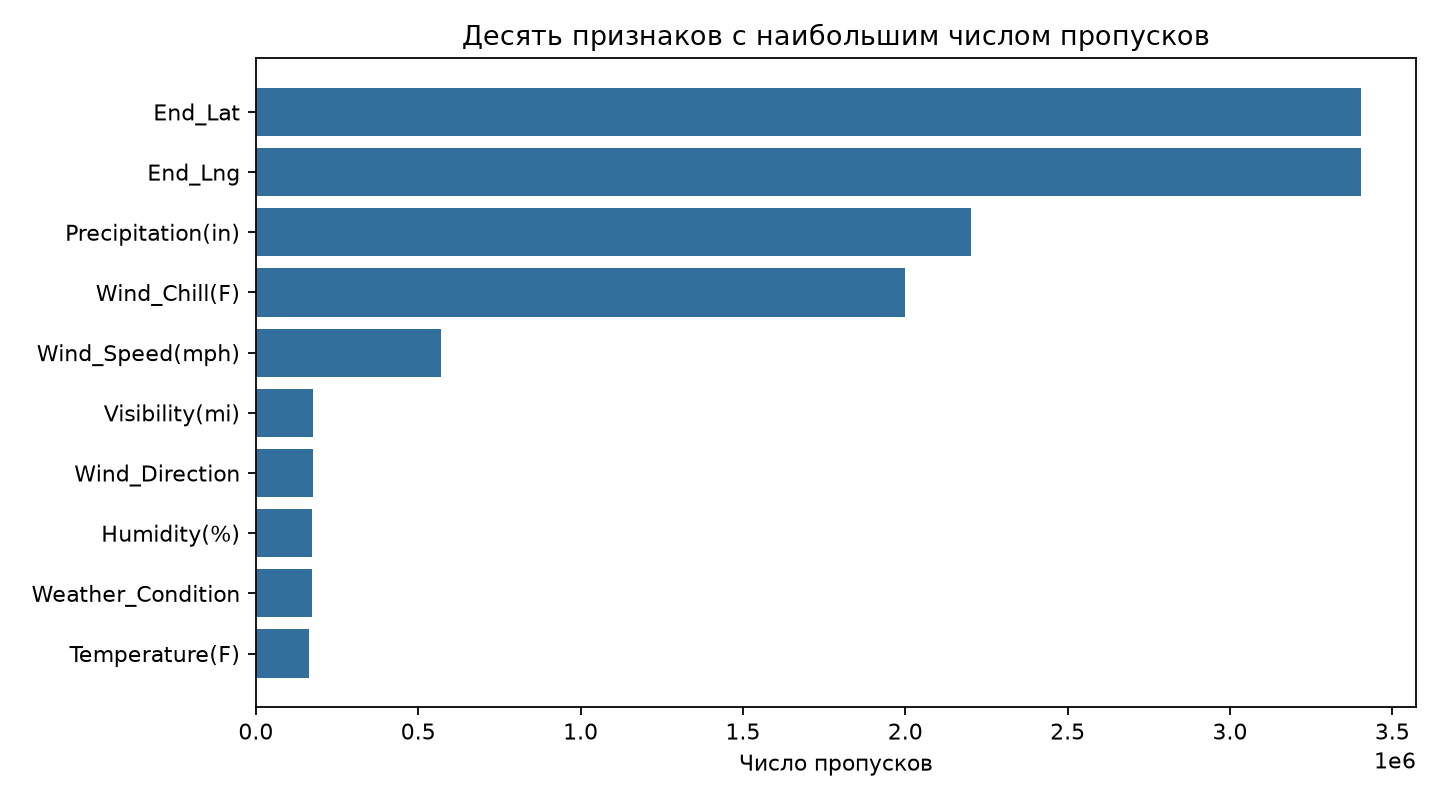 Десять признаков с наибольшим числом пропусков
End_Lat
End_Lng
Precipitation(in)
Wind_Chill(F)
Wind_Speed(mph)
Visibility(mi)
Wind_Direction
Humidity(%)
Weather_Condition
Temperature(F)
0.0 0.5 1.0 1.5 2.0 2.5 3.0 3.5
1e6
Число пропусков